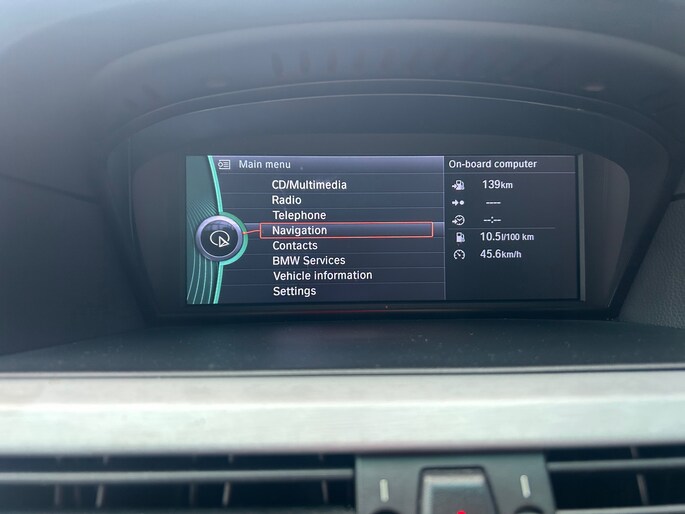 Main menu
CD/Multimedia
Radio
Telephone
Navigation
Contacts
BMW Services
Vehicle information
Settings
On-board computer
139km
----
--:--
10.5l/100 km
45.6km/h